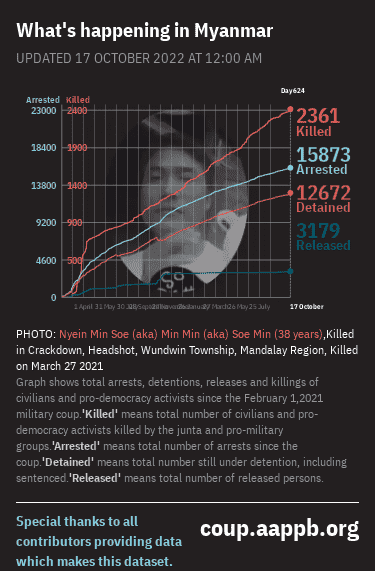 What's happening in Myanmar
UPDATED 17 OCTOBER 2022 AT 12:00 AM
Day624
Arrested Killed
23000 2400
2361
Killed
18400 1900
15873
Arrested
13800 1400
12672
Detained
9200 900
3179
Released
4600 500
0
1 April 31 May 30
26 May 25 July
17 October
PHOTO: Nyein Min Soe (aka) Min Min (aka) Soe Min (38 years),Killed
in Crackdown, Headshot, Wundwin Township, Mandalay Region, Killed
on March 27 2021
Graph shows total arrests, detentions, releases and killings of
civilians and pro-democracy activists since the February 1,2021
military coup.'Killed' means total number of civilians and pro-
democracy activists killed by the junta and pro-military
groups.'Arrested' means total number of arrests since the
coup.'Detained' means total number still under detention, including
sentenced.'Released' means total number of released persons.
Special thanks to all
contributors providing data
which makes this dataset.
coup.aappb.org